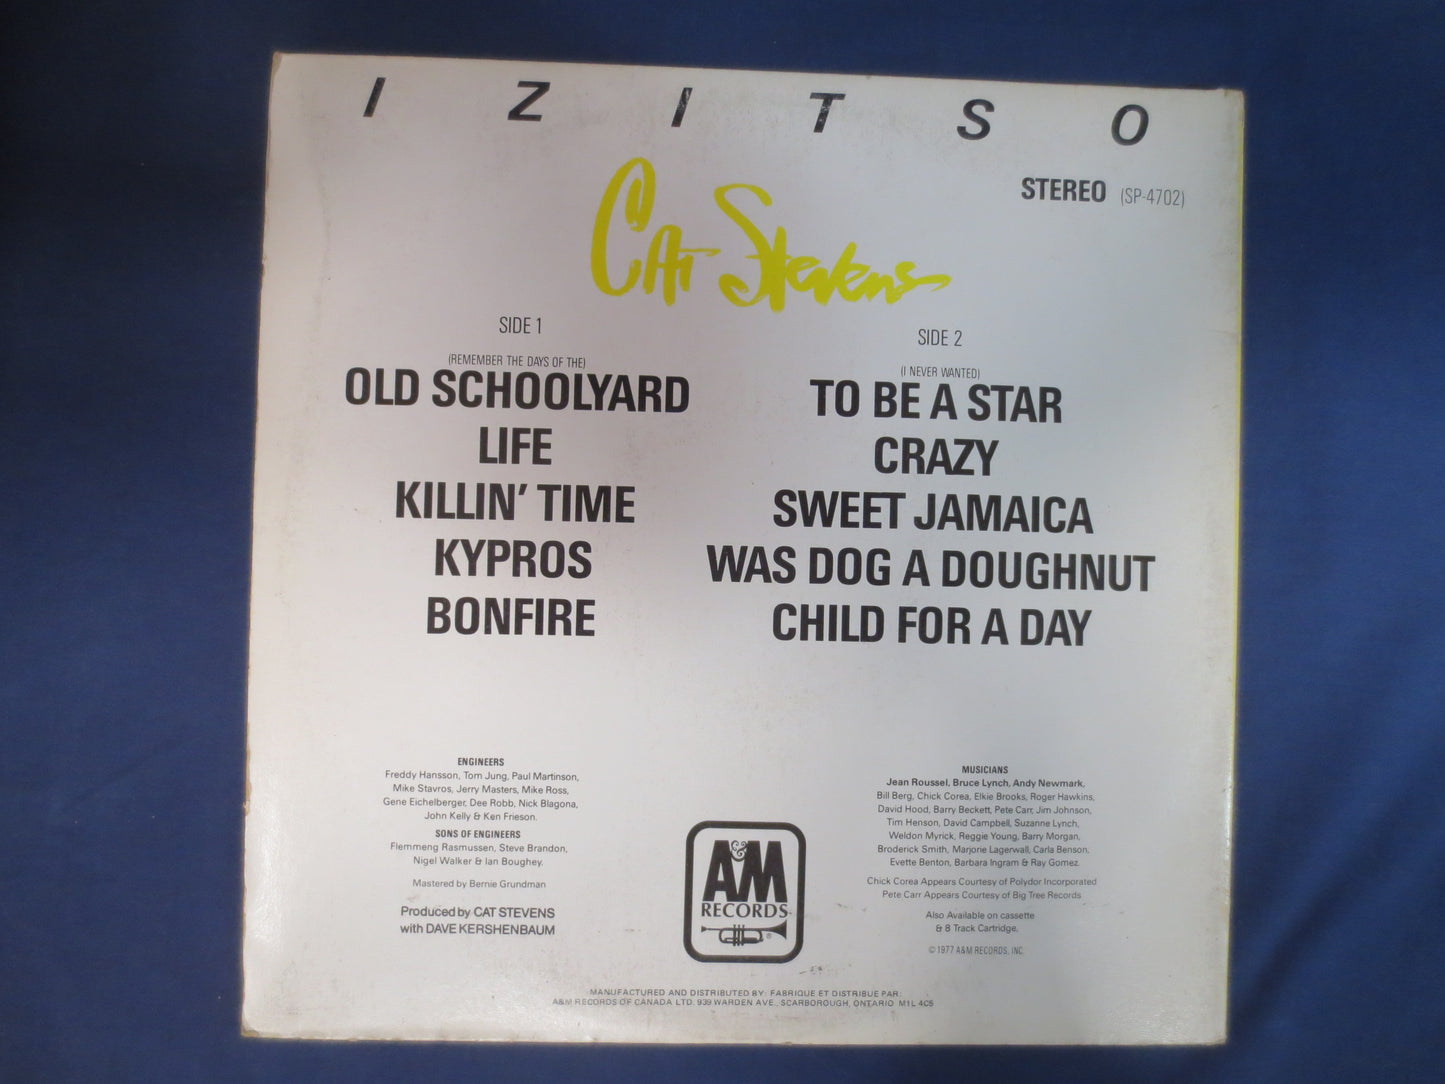 IZITSO
STEREO (SP-4702)
Cat Stevens
SIDE 1
(REMEMBER THE DAYS OF THE)
OLD SCHOOLYARD
LIFE
KILLIN' TIME
KYPROS
BONFIRE
SIDE 2
(I NEVER WANTED)
TO BE A STAR
CRAZY
SWEET JAMAICA
WAS DOG A DOUGHNUT
CHILD FOR A DAY
ENGINEERS
Freddy Hansson, Tom Jung, Paul Martinson,
Mike Stavros, Jerry Masters, Mike Ross,
Gene Eichelberger, Dee Robb, Nick Blagona,
John Kelly & Ken Frieson.
SONS OF ENGINEERS
Flemmeng Rasmussen, Steve Brandon,
Nigel Walker & Ian Boughey.
Mastered by Bernie Grundman
Produced by CAT STEVENS
with DAVE KERSHENBAUM
A&M
RECORDS
®
MUSICIANS
Jean Roussel, Bruce Lynch, Andy Newmark,
Bill Berg, Chick Corea, Elkie Brooks, Roger Hawkins,
David Hood, Barry Beckett, Pete Carr, Jim Johnson,
Tim Henson, David Campbell, Suzanne Lynch,
Weldon Myrick, Reggie Young, Barry Morgan,
Broderick Smith, Marjorie Lagerwall, Carla Benson,
Evette Benton, Barbara Ingram & Ray Gomez.
Chick Corea Appears Courtesy of Polydor Incorporated
Pete Carr Appears Courtesy of Big Tree Records
Also Available on cassette
& 8 Track Cartridge.
© 1977 A&M RECORDS, INC.
MANUFACTURED AND DISTRIBUTED BY: FABRIQUE ET DISTRIBUE PAR:
A&M RECORDS OF CANADA LTD. 939 WARDEN AVE., SCARBOROUGH, ONTARIO M1L 4C5